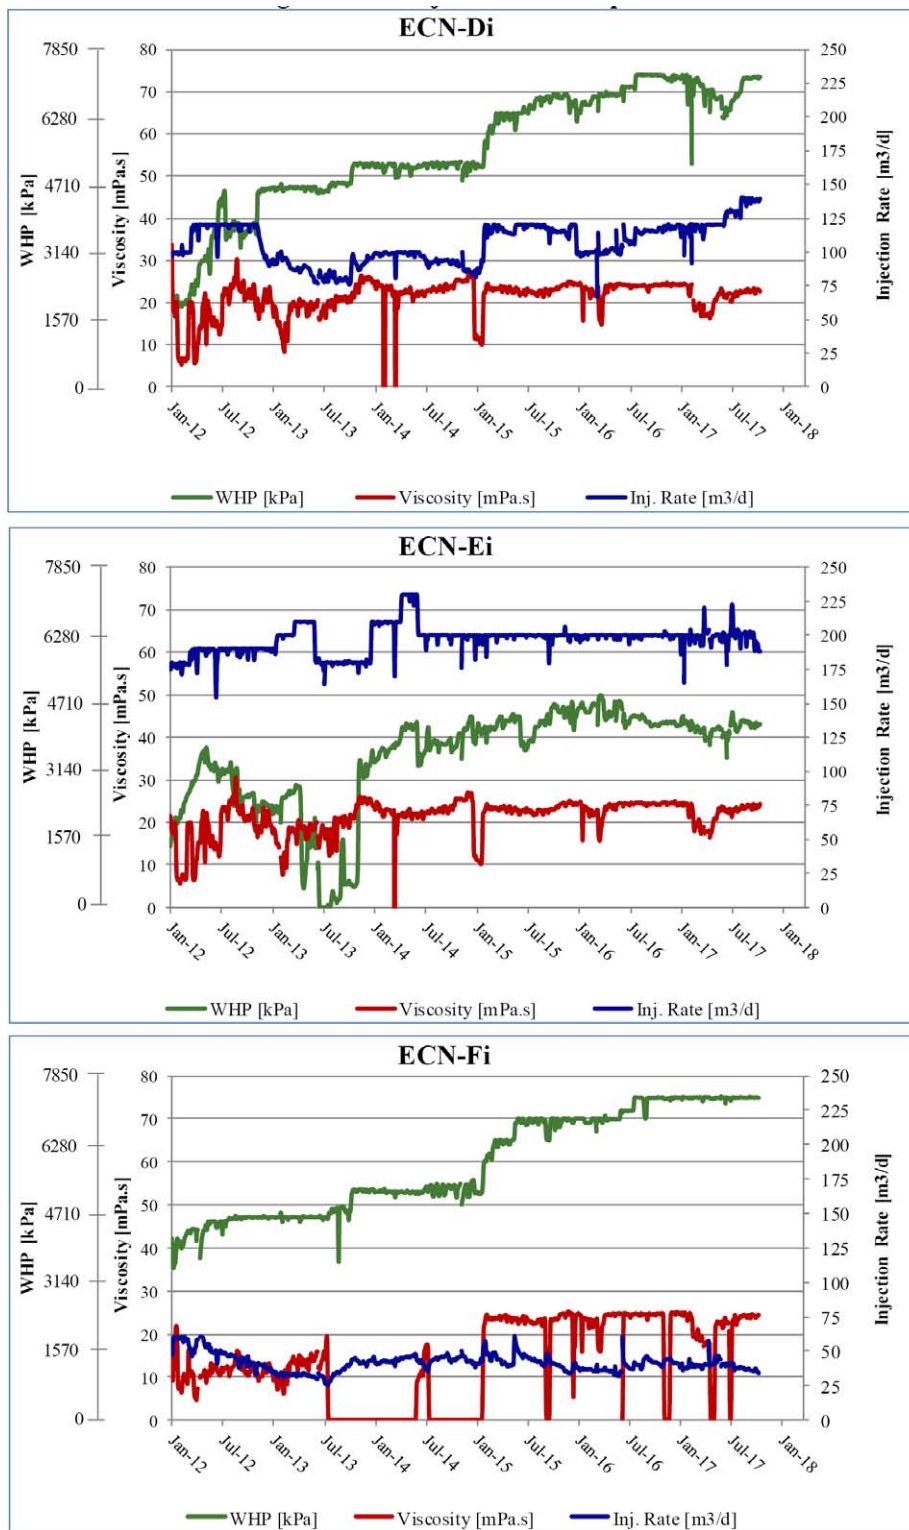 ECN-Di
7850
6280
4710
3140
1570
0
WHP [kPa]
80
70
60
50
40
30
20
10
0
Viscosity [mPa.s]
250
225
200
175
150
125
100
75
50
25
0
Injection Rate [m3/d]
Jan-12
Jul-12
Jan-13
Jul-13
Jan-14
Jul-14
Jan-15
Jul-15
Jan-16
Jul-16
Jan-17
Jul-17
Jan-18
WHP [kPa] Viscosity [mPa.s] Inj. Rate [m3/d]
ECN-Ei
7850
6280
4710
3140
1570
0
WHP [kPa]
80
70
60
50
40
30
20
10
0
Viscosity [mPa.s]
250
225
200
175
150
125
100
75
50
25
0
Injection Rate [m3/d]
Jan-12
Jul-12
Jan-13
Jul-13
Jan-14
Jul-14
Jan-15
Jul-15
Jan-16
Jul-16
Jan-17
Jul-17
Jan-18
WHP [kPa] Viscosity [mPa.s] Inj. Rate [m3/d]
ECN-Fi
7850
6280
4710
3140
1570
0
WHP [kPa]
80
70
60
50
40
30
20
10
0
Viscosity [mPa.s]
250
225
200
175
150
125
100
75
50
25
0
Injection Rate [m3/d]
Jan-12
Jul-12
Jan-13
Jul-13
Jan-14
Jul-14
Jan-15
Jul-15
Jan-16
Jul-16
Jan-17
Jul-17
Jan-18
WHP [kPa] Viscosity [mPa.s] Inj. Rate [m3/d]